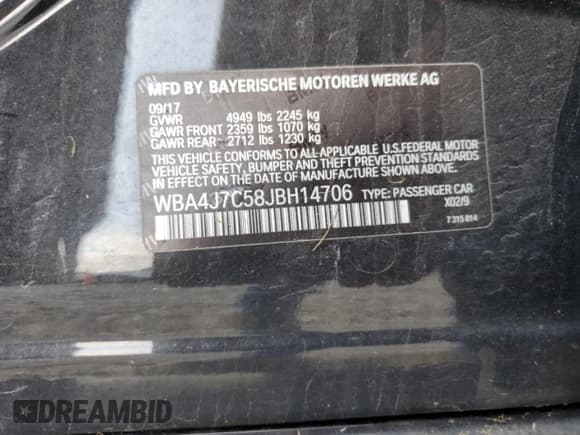 MFD BY BAYERISCHE MOTOREN WERKE AG
09/17
GVWR 4949 lbs 2245 kg
GAWR FRONT 2359 lbs 1070 kg
GAWR REAR 2712 lbs 1230 kg
THIS VEHICLE CONFORMS TO ALL APPLICABLE U.S.FEDERAL MOTOR
VEHICLE SAFETY, BUMPER AND THEFT PREVENTION STANDARDS
IN EFFECT ON THE DATE OF MANUFACTURE SHOWN ABOVE.
WBA4J7C58JBH14706 TYPE: PASSENGER CAR
X02/9
7 315 814
DREAMBID